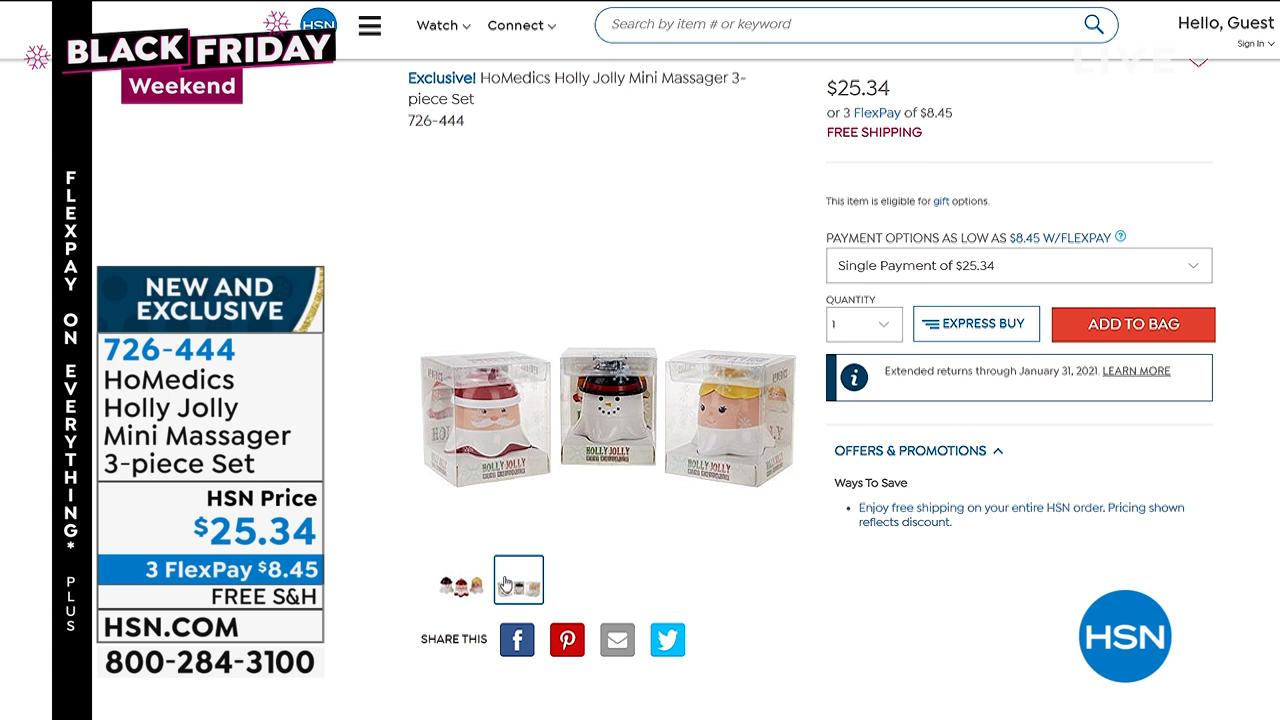 BLACK FRIDAY
Weekend
HSN
Watch
Connect
Search by item # or keyword
Hello, Guest
Sign In
LIVE
FLEXPAY ON EVERYTHING* PLUS
Exclusive! HoMedics Holly Jolly Mini Massager 3-
piece Set
726-444
$25.34
or 3 FlexPay of $8.45
FREE SHIPPING
This item is eligible for gift options.
PAYMENT OPTIONS AS LOW AS $8.45 W/FLEXPAY ?
Single Payment of $25.34
QUANTITY
1
EXPRESS BUY
ADD TO BAG
i
Extended returns through January 31, 2021. LEARN MORE
OFFERS & PROMOTIONS
Ways To Save
• Enjoy free shipping on your entire HSN order. Pricing shown
reflects discount.
NEW AND
EXCLUSIVE
726-444
HoMedics
Holly Jolly
Mini Massager
3-piece Set
HSN Price
$25.34
3 FlexPay $8.45
FREE S&H
HSN.COM
800-284-3100
HOLLY JOLLY
HOLLY JOLLY
HOLLY JOLLY
SHARE THIS
HSN